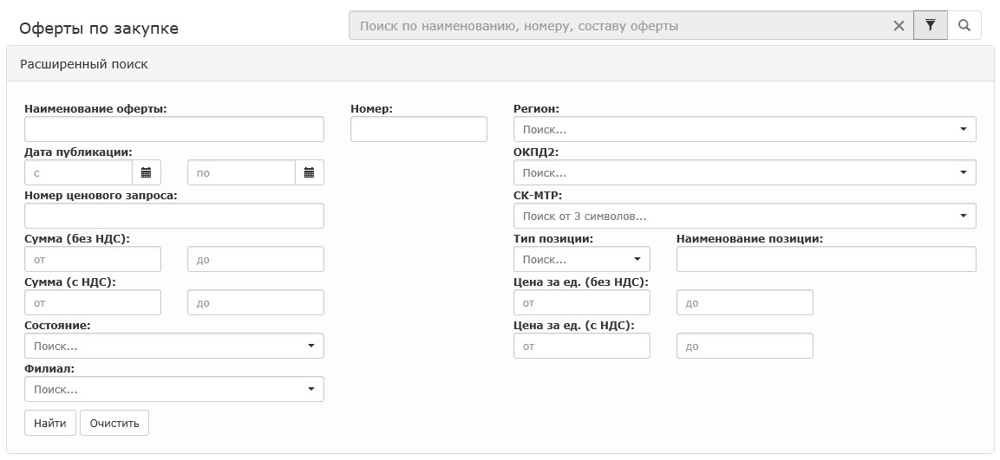 Оферты по закупке
Поиск по наименованию, номеру, составу оферты
Расширенный поиск
Наименование оферты: Номер: Регион:
Поиск...
Дата публикации: ОКПД2:
с по Поиск...
Номер ценового запроса: СК-МТР:
Поиск от 3 символов...
Сумма (без НДС): Тип позиции: Наименование позиции:
от до Поиск...
Сумма (с НДС): Цена за ед. (без НДС):
от до от до
Состояние: Цена за ед. (с НДС):
Поиск... от до
Филиал:
Поиск...
Найти Очистить